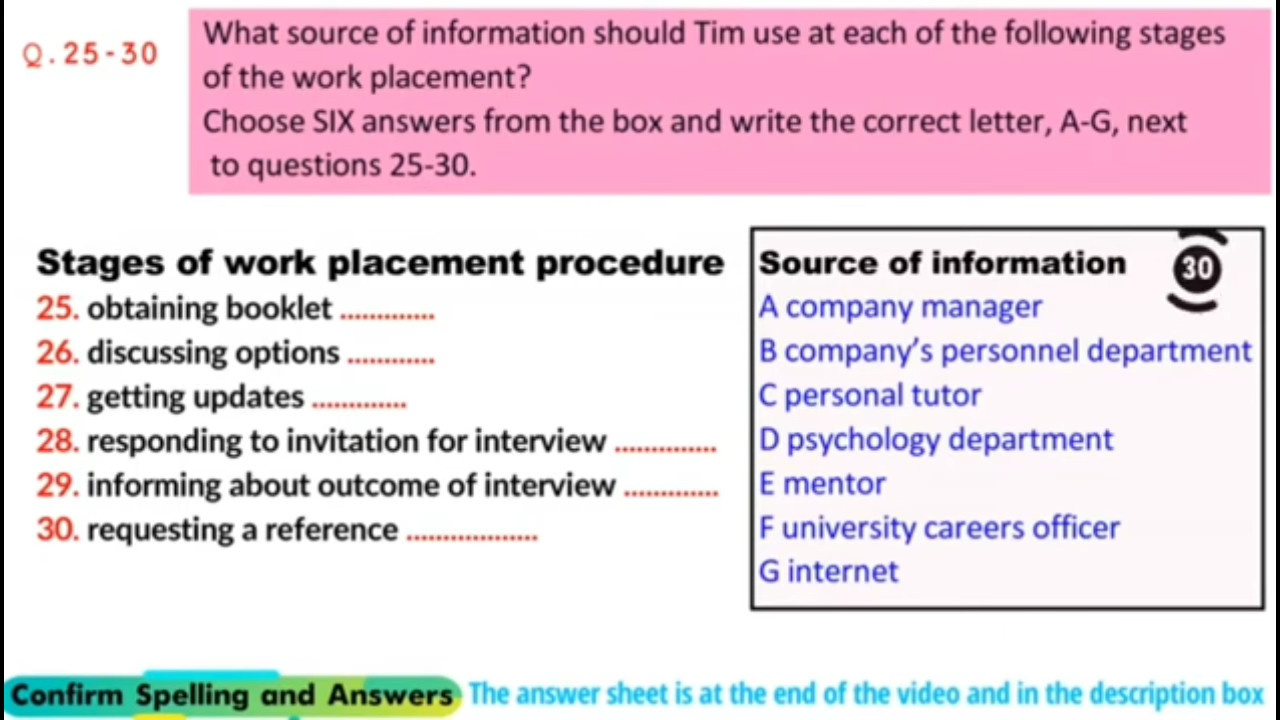 Q.25-30
What source of information should Tim use at each of the following stages
of the work placement?
Choose SIX answers from the box and write the correct letter, A-G, next
to questions 25-30.
Stages of work placement procedure
25. obtaining booklet .............
26. discussing options ............
27. getting updates .............
28. responding to invitation for interview ..............
29. informing about outcome of interview .............
30. requesting a reference ..................
Source of information
30
A company manager
B company's personnel department
C personal tutor
D psychology department
E mentor
F university careers officer
G internet
Confirm Spelling and Answers The answer sheet is at the end of the video and in the description box